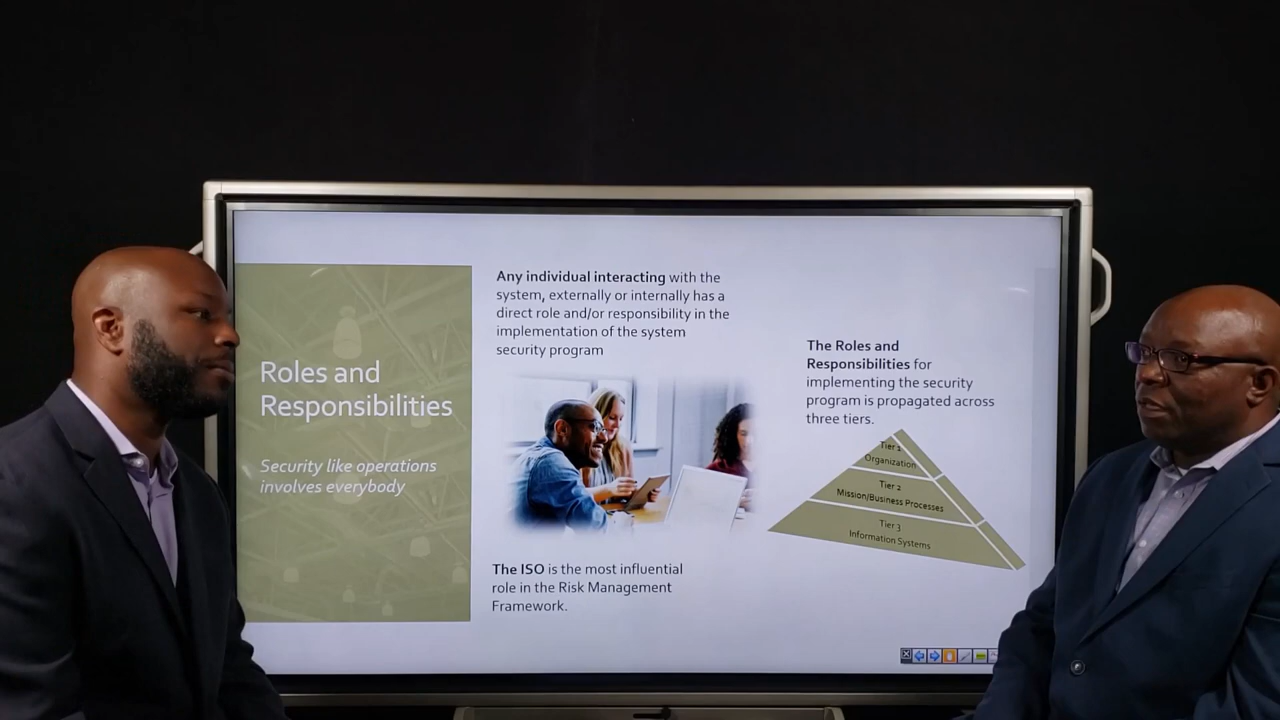 Roles and
Responsibilities
Security like operations
involves everybody
Any individual interacting with the
system, externally or internally has a
direct role and/or responsibility in the
implementation of the system
security program
The ISO is the most influential
role in the Risk Management
Framework.
The Roles and
Responsibilities for
implementing the security
program is propagated across
three tiers.
Tier 1
Organization
Tier 2
Mission/Business Processes
Tier 3
Information Systems